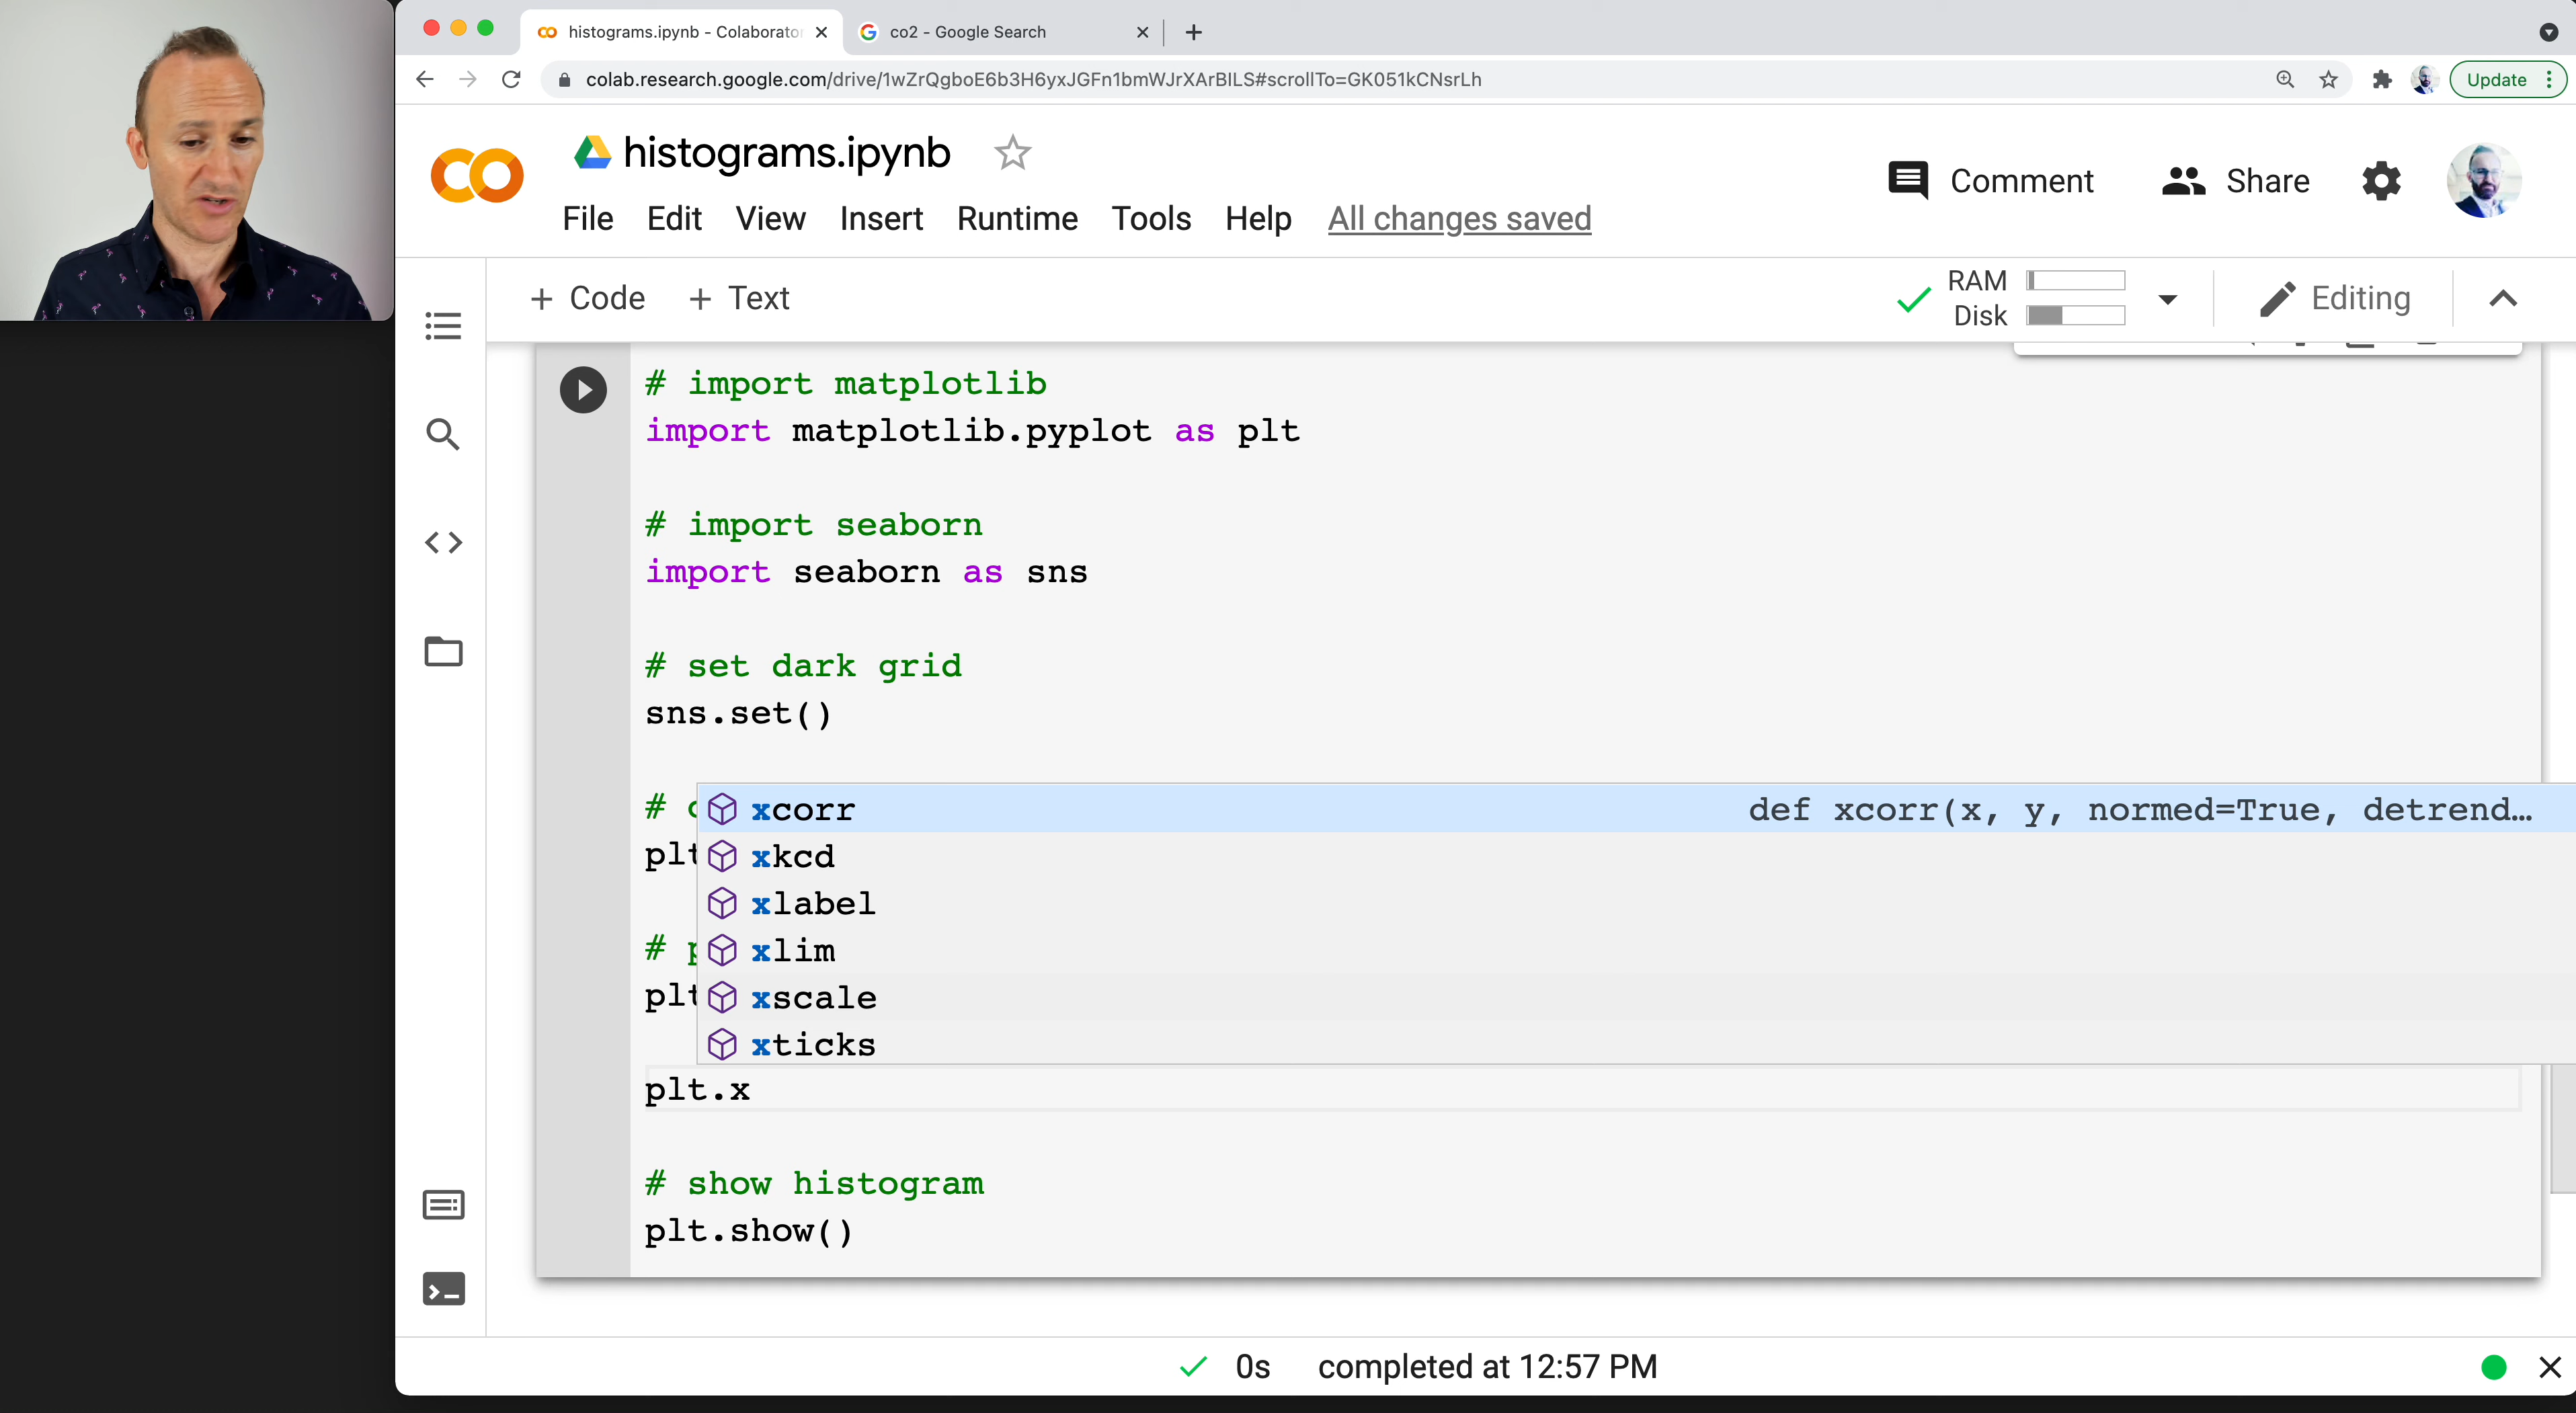 histograms.ipynb - Colaborator
co2 - Google Search
colab.research.google.com/drive/1wZrQgboE6b3H6yxJGFn1bmWJrXArBILS#scrollTo=GK051kCNsrLh
Update
histograms.ipynb
Comment
Share
File Edit View Insert Runtime Tools Help All changes saved
+ Code + Text
RAM
Disk
Editing
# import matplotlib
import matplotlib.pyplot as plt
# import seaborn
import seaborn as sns
# set dark grid
sns.set()
#
xcorr def xcorr(x, y, normed=True, detrend…
plt
xkcd
xlabel
# p
xlim
plt
xscale
xticks
plt.x
# show histogram
plt.show()
0s completed at 12:57 PM